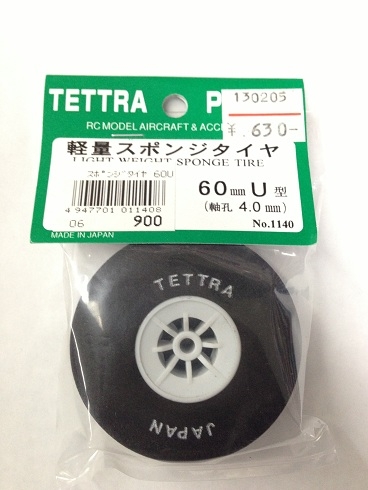 TETTRA P
RC MODEL AIRCRAFT & ACCE
130205
¥.630-
軽量スポンジタイヤ
LIGHT WEIGHT SPONGE TIRE
スポンジタイヤ 60U
4 947701 011408
06 900
MADE IN JAPAN
60mm U 型
(軸孔 4.0mm)
No.1140
TETTRA
JAPAN